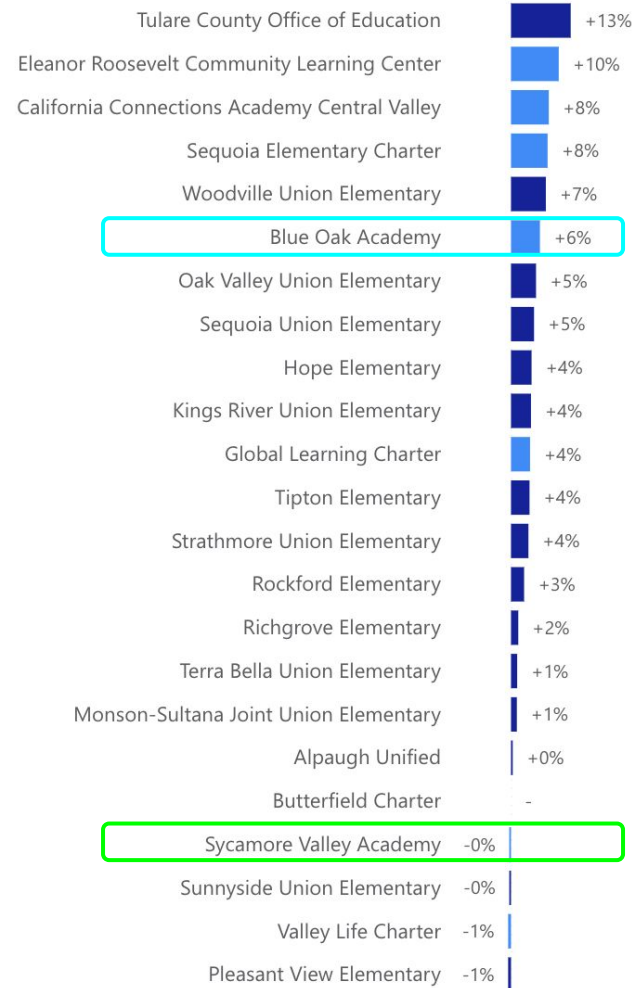 Tulare County Office of Education +13%
Eleanor Roosevelt Community Learning Center +10%
California Connections Academy Central Valley +8%
Sequoia Elementary Charter +8%
Woodville Union Elementary +7%
Blue Oak Academy +6%
Oak Valley Union Elementary +5%
Sequoia Union Elementary +5%
Hope Elementary +4%
Kings River Union Elementary +4%
Global Learning Charter +4%
Tipton Elementary +4%
Strathmore Union Elementary +4%
Rockford Elementary +3%
Richgrove Elementary +2%
Terra Bella Union Elementary +1%
Monson-Sultana Joint Union Elementary +1%
Alpaugh Unified +0%
Butterfield Charter -
Sycamore Valley Academy -0%
Sunnyside Union Elementary -0%
Valley Life Charter -1%
Pleasant View Elementary -1%